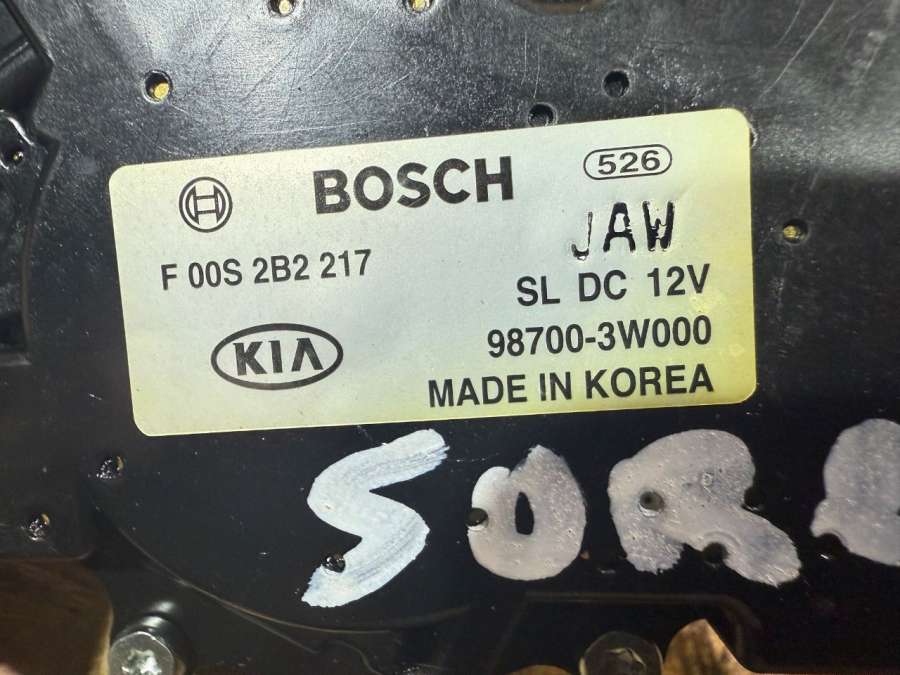 BOSCH 526
JAW
F 00S 2B2 217
SL DC 12V
KIA
98700-3W000
MADE IN KOREA